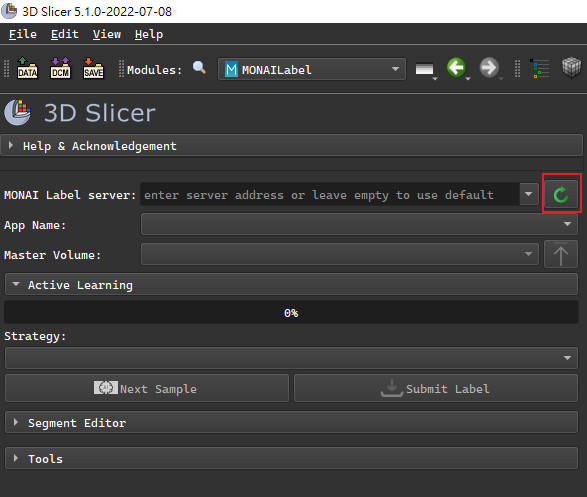 3D Slicer 5.1.0-2022-07-08
File Edit View Help
DATA DCM SAVE Modules: M MONAILabel
3D Slicer
Help & Acknowledgement
MONAI Label server: enter server address or leave empty to use default
App Name:
Master Volume:
Active Learning
0%
Strategy:
AI Next Sample Submit Label
Segment Editor
Tools